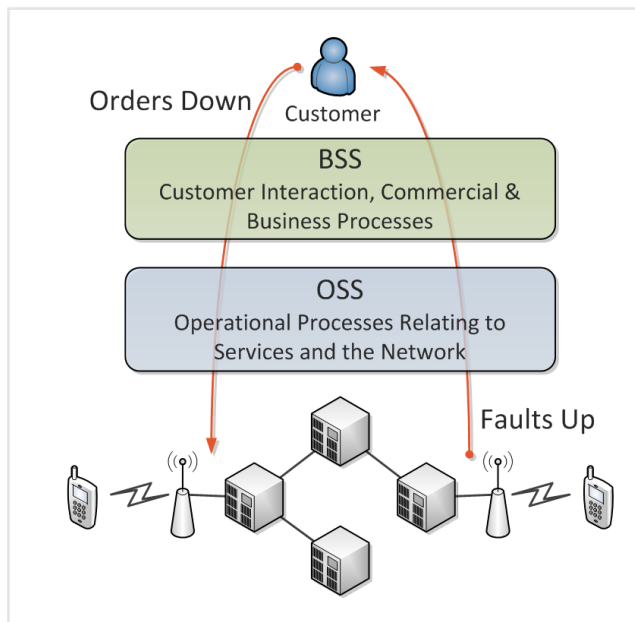 Orders Down
Customer
BSS
Customer Interaction, Commercial &
Business Processes
OSS
Operational Processes Relating to
Services and the Network
Faults Up